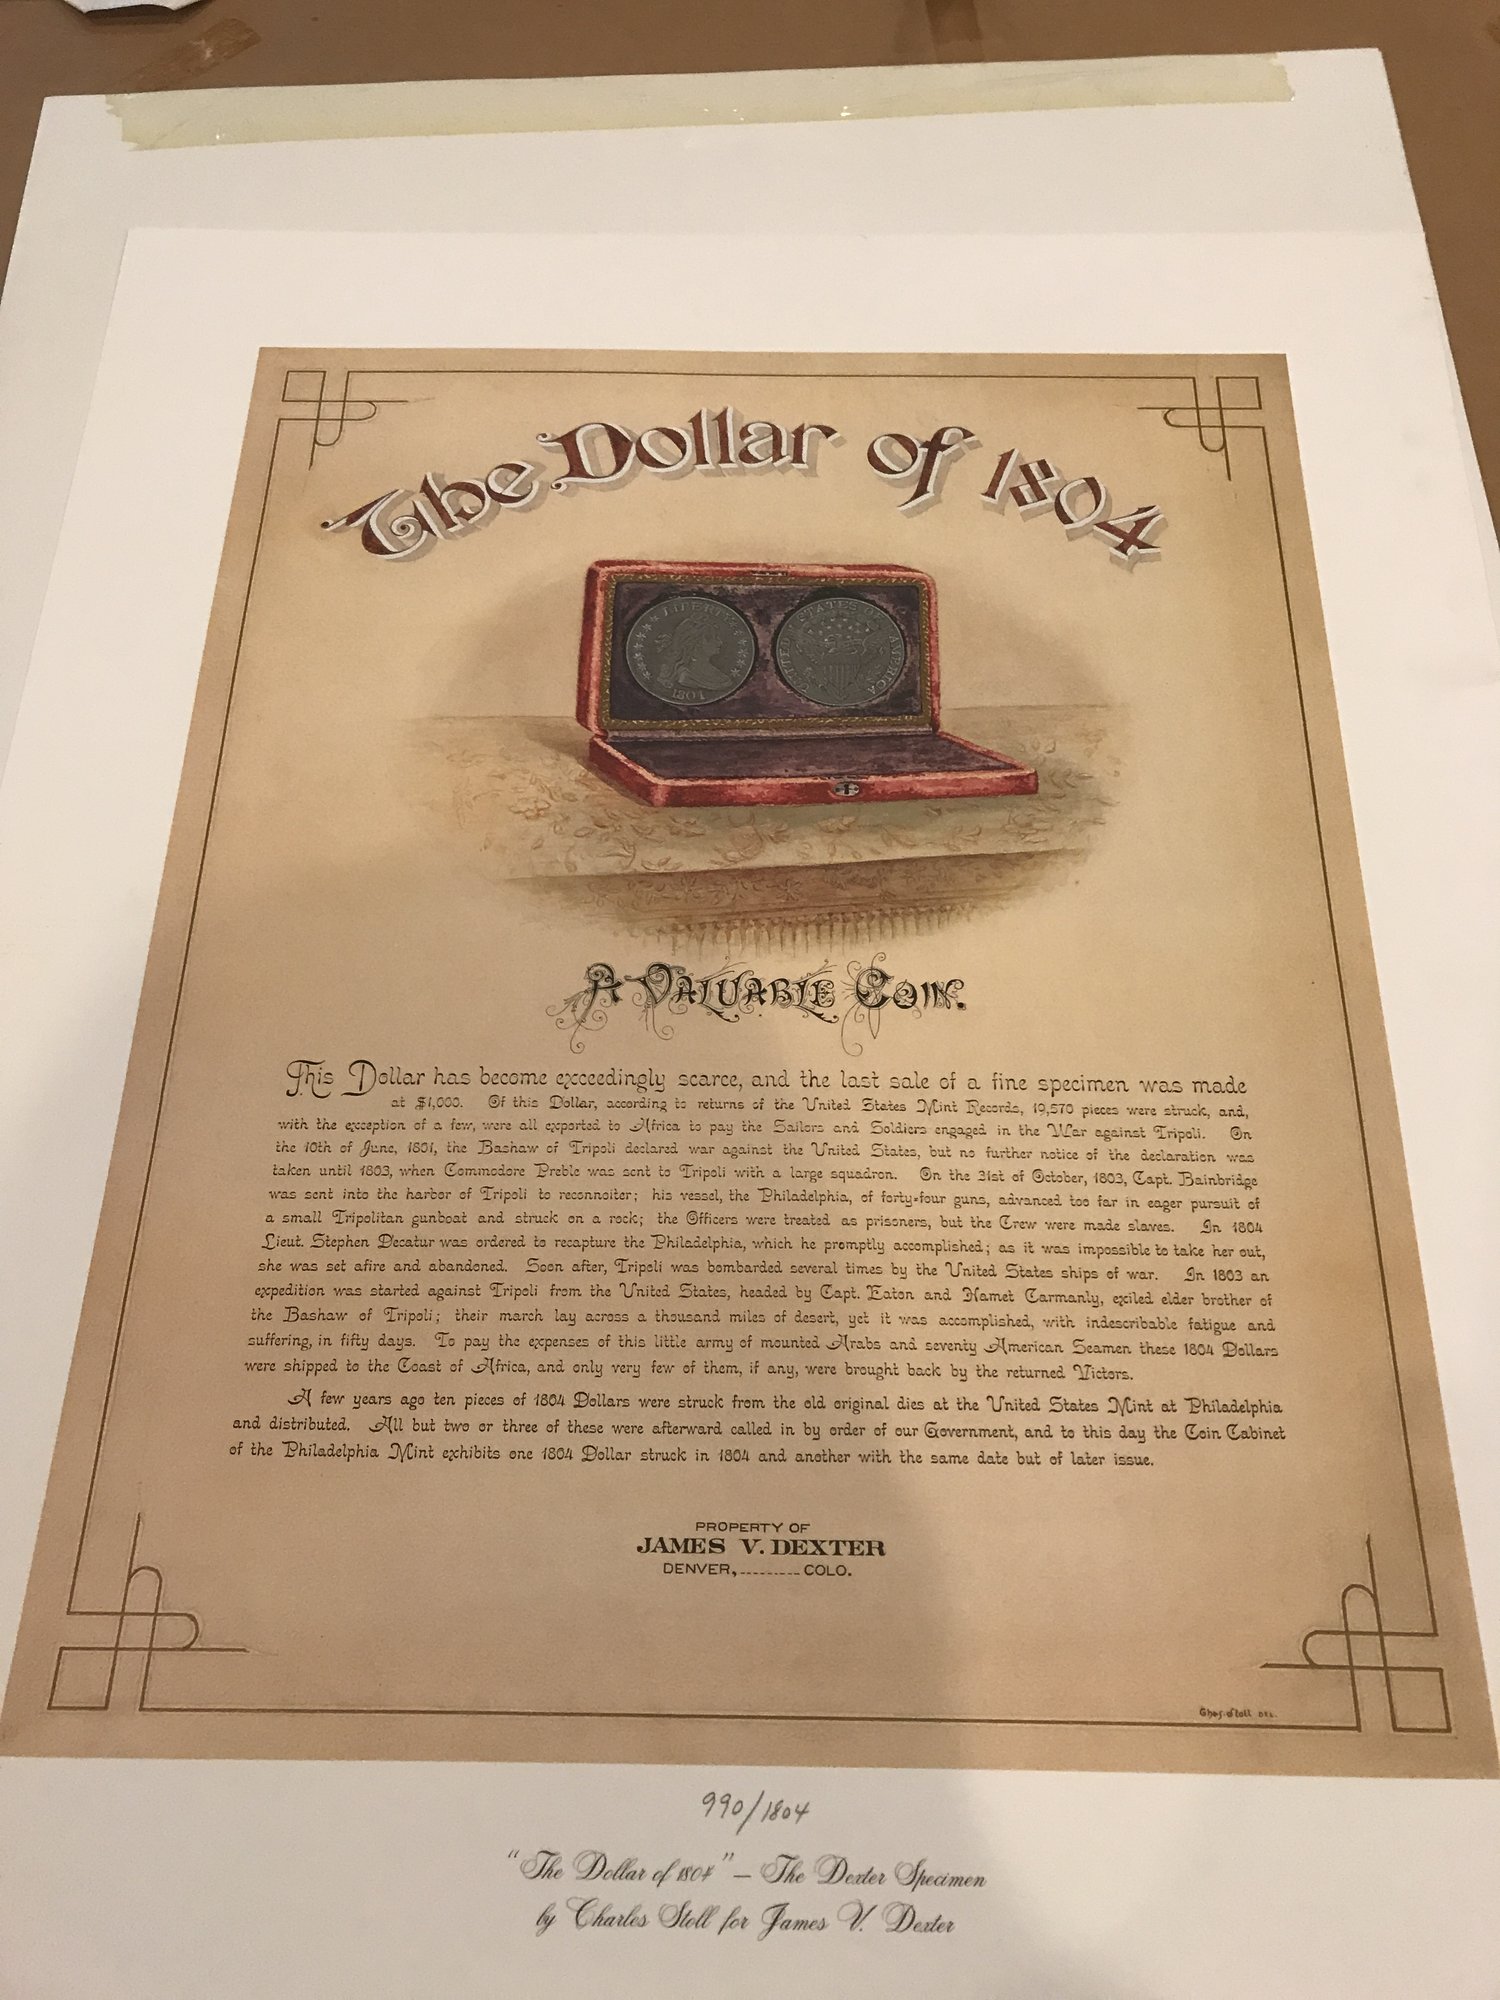 The Dollar of 1804
LIBERTY
1804
UNITED STATES OF AMERICA
A VALUABLE COIN.
This Dollar has become exceedingly scarce, and the last sale of a fine specimen was made
at $1,000. Of this Dollar, according to returns of the United States Mint Records, 19,570 pieces were struck, and,
with the exception of a few, were all exported to Africa to pay the Sailors and Soldiers engaged in the War against Tripoli. On
the 10th of June, 1801, the Bashaw of Tripoli declared war against the United States, but no further notice of the declaration was
taken until 1803, when Commodore Preble was sent to Tripoli with a large squadron. On the 31st of October, 1803, Capt. Bainbridge
was sent into the harbor of Tripoli to reconnoiter; his vessel, the Philadelphia, of forty-four guns, advanced too far in eager pursuit of
a small Tripolitan gunboat and struck on a rock; the Officers were treated as prisoners, but the Crew were made slaves. In 1804
Lieut. Stephen Decatur was ordered to recapture the Philadelphia, which he promptly accomplished; as it was impossible to take her out,
she was set afire and abandoned. Soon after, Tripoli was bombarded several times by the United States ships of war. In 1803 an
expedition was started against Tripoli from the United States, headed by Capt. Eaton and Hamet Carmanly, exiled elder brother of
the Bashaw of Tripoli; their march lay across a thousand miles of desert, yet it was accomplished, with indescribable fatigue and
suffering, in fifty days. To pay the expenses of this little army of mounted Arabs and seventy American Seamen these 1804 Dollars
were shipped to the Coast of Africa, and only very few of them, if any, were brought back by the returned Victors.
A few years ago ten pieces of 1804 Dollars were struck from the old original dies at the United States Mint at Philadelphia
and distributed. All but two or three of these were afterward called in by order of our Government, and to this day the Coin Cabinet
of the Philadelphia Mint exhibits one 1804 Dollar struck in 1804 and another with the same date but of later issue.
PROPERTY OF
JAMES V. DEXTER
DENVER,.........COLO.
Chas. Stoll DEL.
990/1804
"The Dollar of 1804" — The Dexter Specimen
by Charles Stoll for James V. Dexter